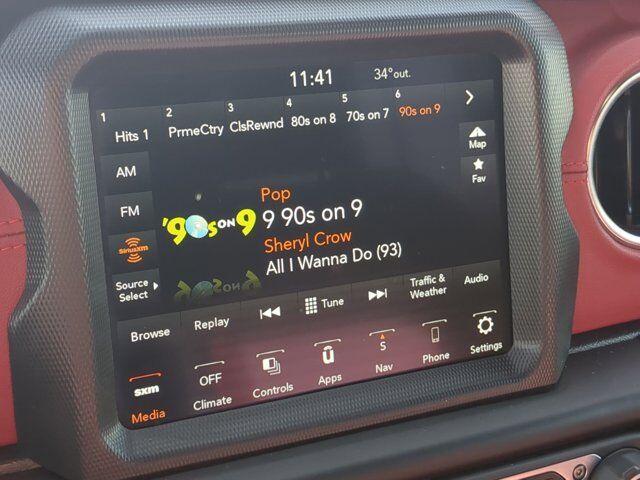 11:41
34°out.
1 Hits 1
2 PrmeCtry
3 ClsRewnd
4 80s on 8
5 70s on 7
6 90s on 9
AM
FM
SiriusXM
Source
Select
'90s ON 9
Pop
9 90s on 9
Sheryl Crow
All I Wanna Do (93)
Map
Fav
Browse
Replay
Tune
Traffic &
Weather
Audio
sxm
Media
OFF
Climate
Controls
Apps
S
Nav
Phone
Settings